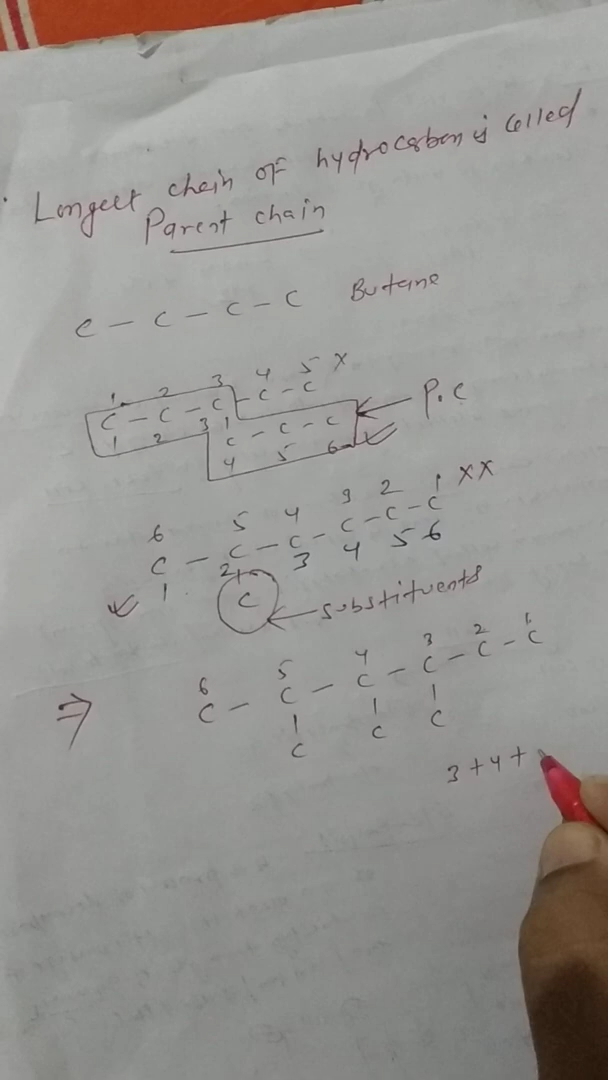 Longest chain of hydrocarbon is called
Parent chain
C - C - C - C Butane
1 2 3 4 5 X
C - C - C - C - C
1 2 3 |
C - C - C
4 5 6
P.C
6 5 4 3 2 1 XX
C - C - C - C - C - C
1 2 3 4 5 6
C
substituents
6 5 4 3 2 1
⇒ C - C - C - C - C - C
| | |
C C C
3 + 4 +